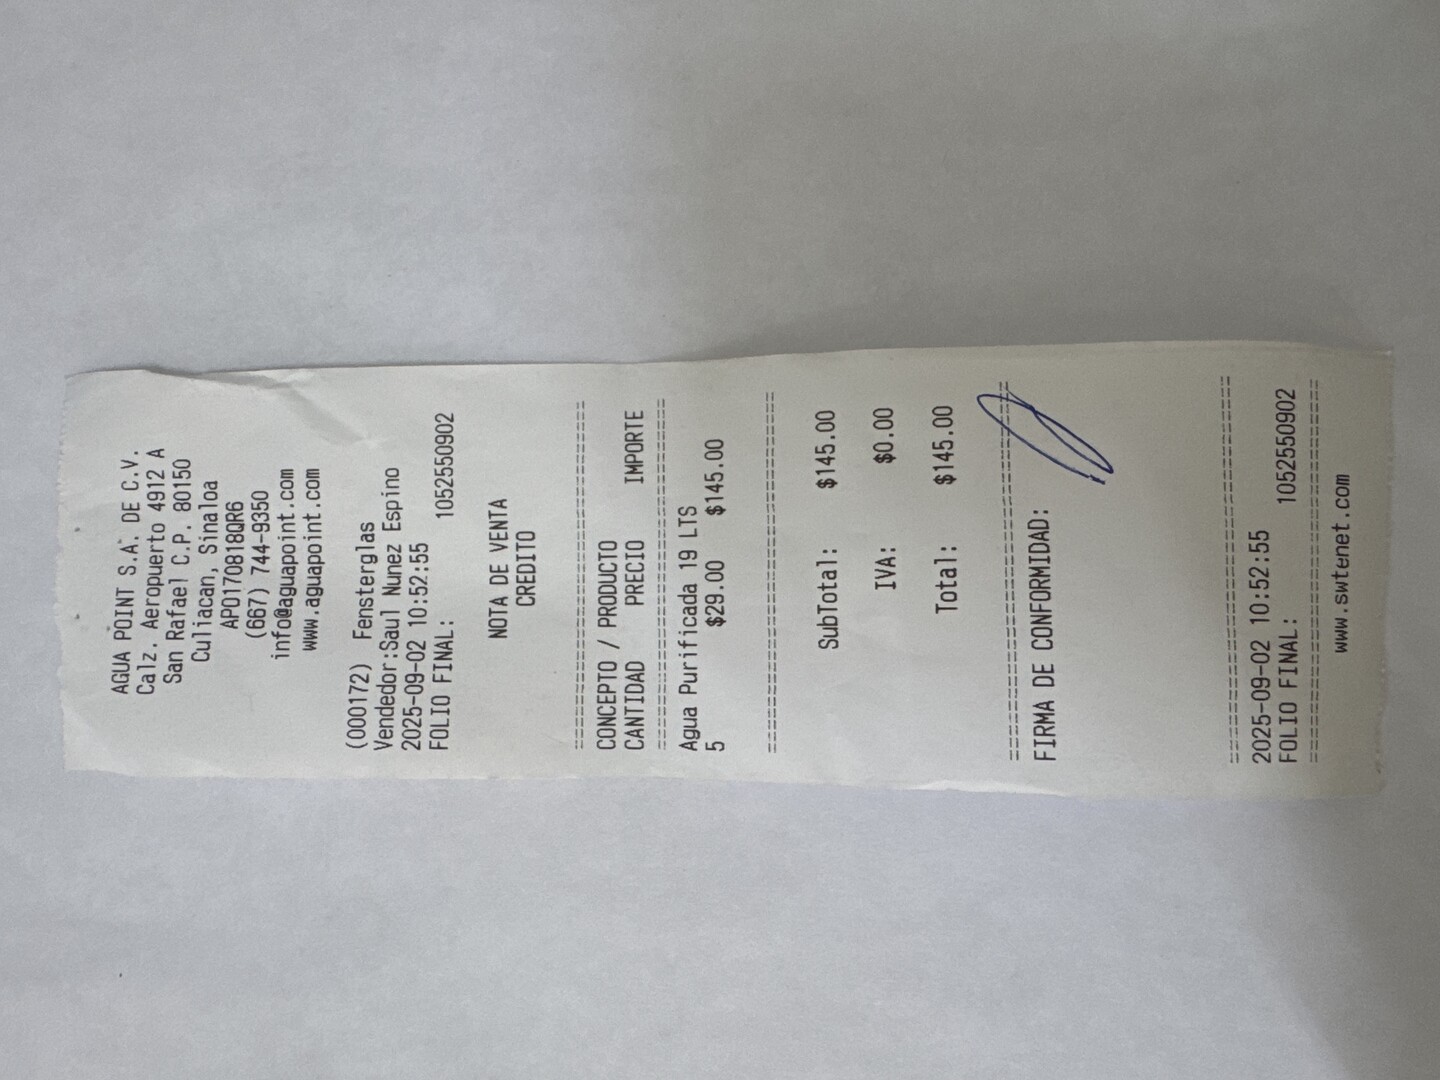 AGUA POINT S.A. DE C.V.
Calz. Aeropuerto 4912 A
San Rafael C.P. 80150
Culiacan, Sinaloa
APO170818QR6
(667) 744-9350
info@aguapoint.com
www.aguapoint.com
(000172) Fensterglas
Vendedor:Saul Nunez Espino
2025-09-02 10:52:55
FOLIO FINAL: 1052550902
NOTA DE VENTA
CREDITO
CONCEPTO / PRODUCTO
CANTIDAD PRECIO IMPORTE
Agua Purificada 19 LTS
5 $29.00 $145.00
SubTotal: $145.00
IVA: $0.00
Total: $145.00
FIRMA DE CONFORMIDAD:
2025-09-02 10:52:55
FOLIO FINAL: 1052550902
www.swtenet.com